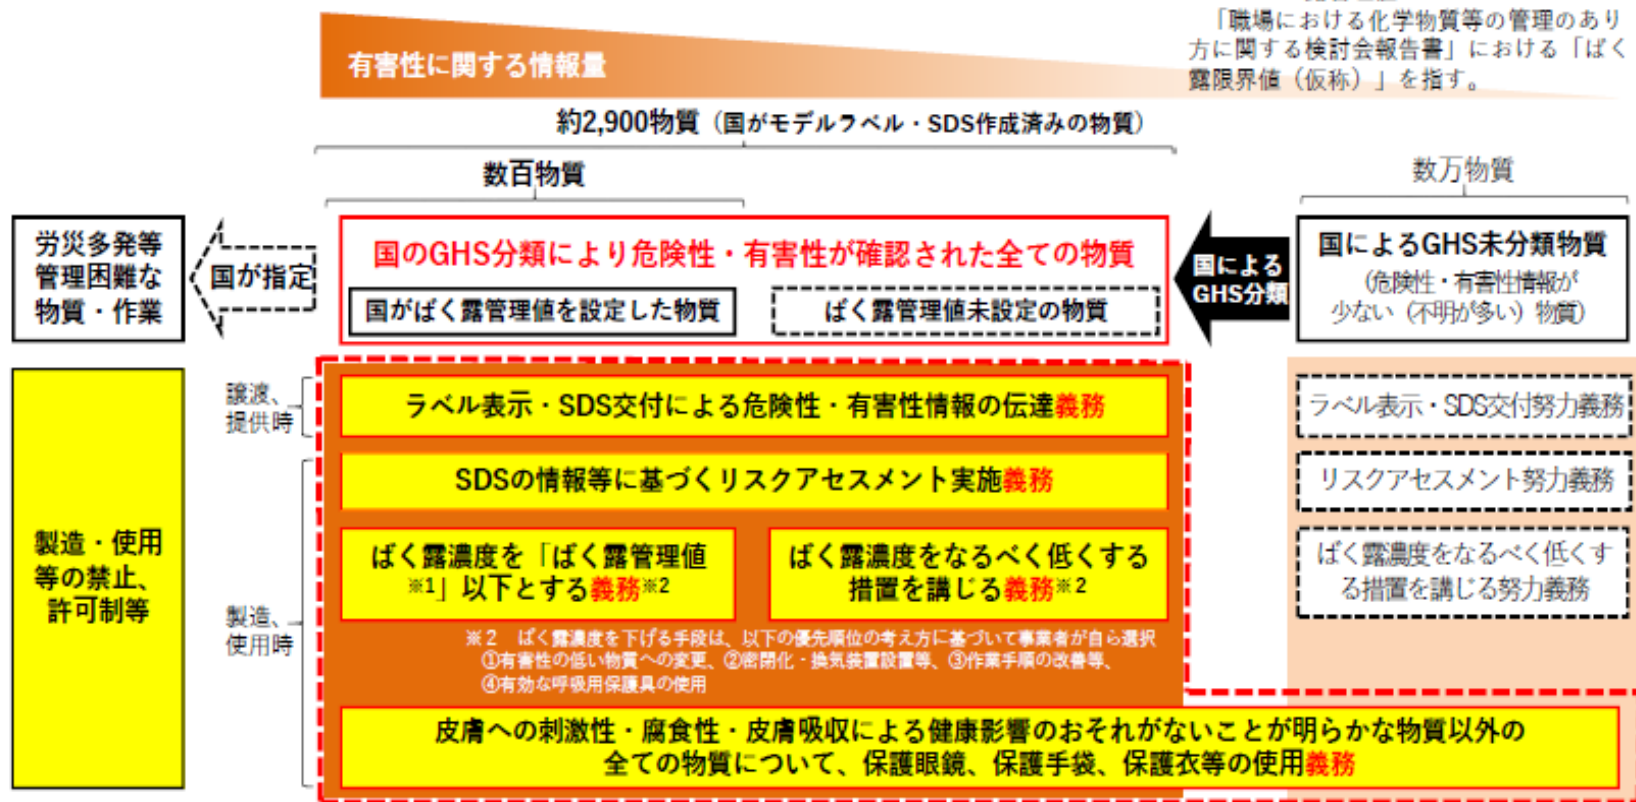 「職場における化学物質等の管理のあり
方に関する検討会報告書」における「ばく
露限界値（仮称）」を指す。
有害性に関する情報量
約2,900物質（国がモデルラベル・SDS作成済みの物質）
数百物質
数万物質
労災多発等
管理困難な
物質・作業
国が指定
国のGHS分類により危険性・有害性が確認された全ての物質
国がばく露管理値を設定した物質
ばく露管理値未設定の物質
国による
GHS分類
国によるGHS未分類物質
（危険性・有害性情報が
少ない（不明が多い）物質）
製造・使用
等の禁止、
許可制等
譲渡、
提供時
ラベル表示・SDS交付による危険性・有害性情報の伝達義務
ラベル表示・SDS交付努力義務
製造、
使用時
SDSの情報等に基づくリスクアセスメント実施義務
リスクアセスメント努力義務
ばく露濃度を「ばく露管理値
※1」以下とする義務※2
ばく露濃度をなるべく低くする
措置を講じる義務※2
ばく露濃度をなるべく低くす
る措置を講じる努力義務
※2　ばく露濃度を下げる手段は、以下の優先順位の考え方に基づいて事業者が自ら選択
①有害性の低い物質への変更、②密閉化・換気装置設置等、③作業手順の改善等、
④有効な呼吸用保護具の使用
皮膚への刺激性・腐食性・皮膚吸収による健康影響のおそれがないことが明らかな物質以外の
全ての物質について、保護眼鏡、保護手袋、保護衣等の使用義務